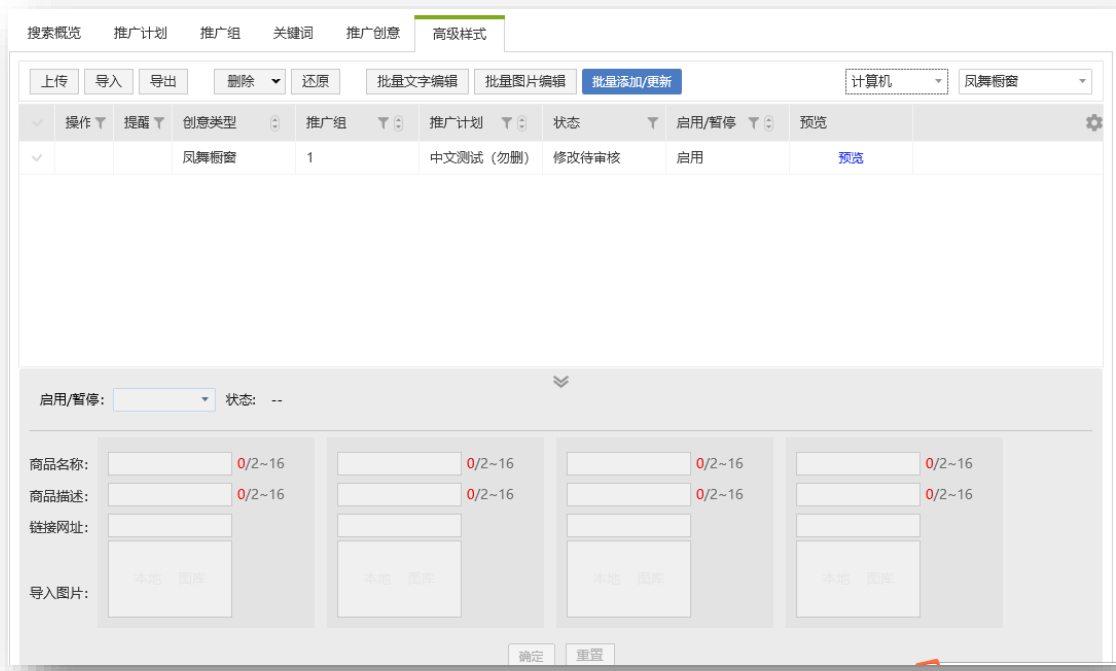 搜索概览 推广计划 推广组 关键词 推广创意 高级样式
上传 导入 导出 删除 还原 批量文字编辑 批量图片编辑 批量添加/更新 计算机 凤舞橱窗
操作 提醒 创意类型 推广组 推广计划 状态 启用/暂停 预览
凤舞橱窗 1 中文测试（勿删） 修改待审核 启用 预览
启用/暂停: 状态: --
商品名称: 0/2~16 0/2~16 0/2~16 0/2~16
商品描述: 0/2~16 0/2~16 0/2~16 0/2~16
链接网址:
本地 图库 本地 图库 本地 图库 本地 图库
导入图片:
确定 重置